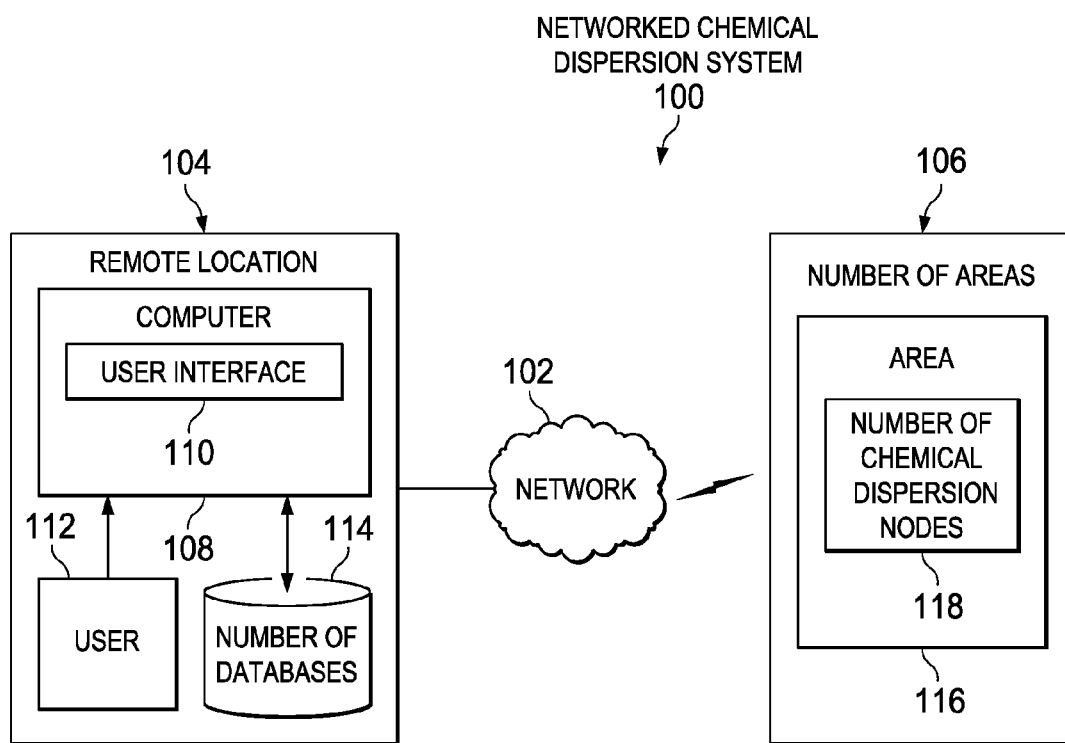 NETWORKED CHEMICAL
DISPERSION SYSTEM
100
104
106
REMOTE LOCATION
COMPUTER
USER INTERFACE
110
112
108
114
USER
NUMBER OF
DATABASES
102
NETWORK
NUMBER OF AREAS
AREA
NUMBER OF
CHEMICAL
DISPERSION
NODES
118
116